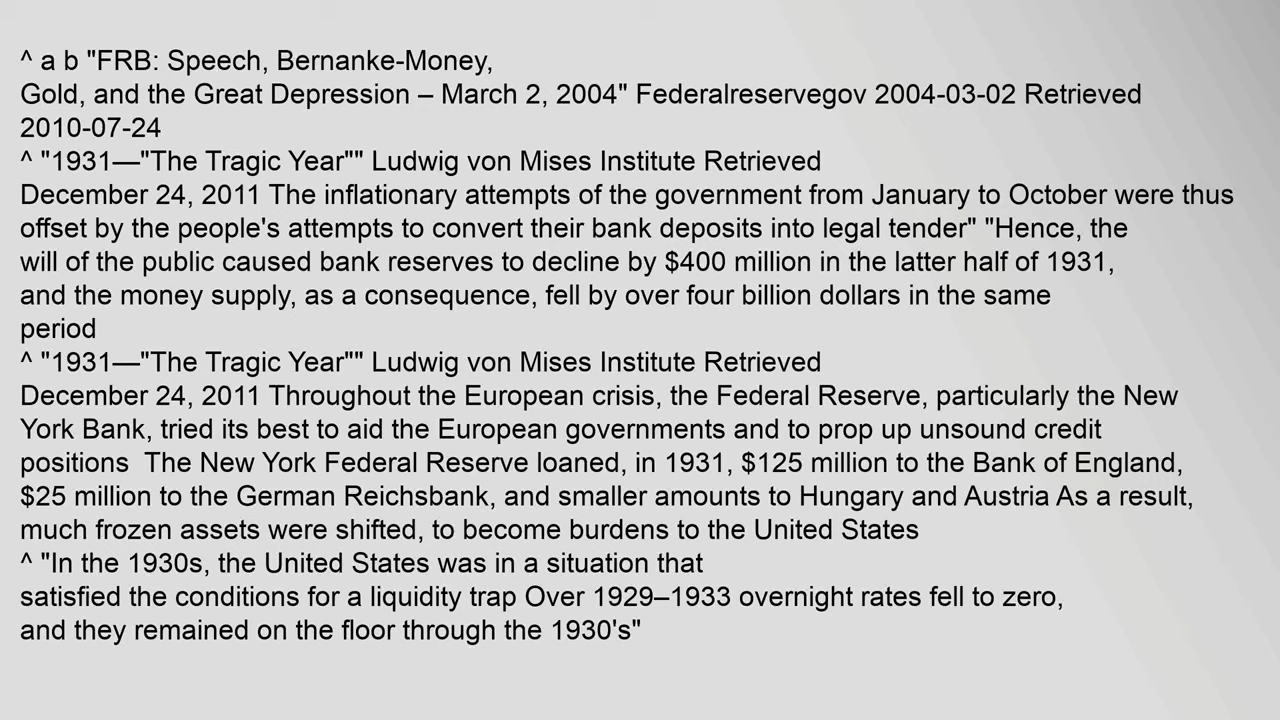 ^ a b "FRB: Speech, Bernanke-Money,
Gold, and the Great Depression – March 2, 2004" Federalreservegov 2004-03-02 Retrieved
2010-07-24
^ "1931—"The Tragic Year"" Ludwig von Mises Institute Retrieved
December 24, 2011 The inflationary attempts of the government from January to October were thus
offset by the people's attempts to convert their bank deposits into legal tender" "Hence, the
will of the public caused bank reserves to decline by $400 million in the latter half of 1931,
and the money supply, as a consequence, fell by over four billion dollars in the same
period
^ "1931—"The Tragic Year"" Ludwig von Mises Institute Retrieved
December 24, 2011 Throughout the European crisis, the Federal Reserve, particularly the New
York Bank, tried its best to aid the European governments and to prop up unsound credit
positions  The New York Federal Reserve loaned, in 1931, $125 million to the Bank of England,
$25 million to the German Reichsbank, and smaller amounts to Hungary and Austria As a result,
much frozen assets were shifted, to become burdens to the United States
^ "In the 1930s, the United States was in a situation that
satisfied the conditions for a liquidity trap Over 1929–1933 overnight rates fell to zero,
and they remained on the floor through the 1930's"